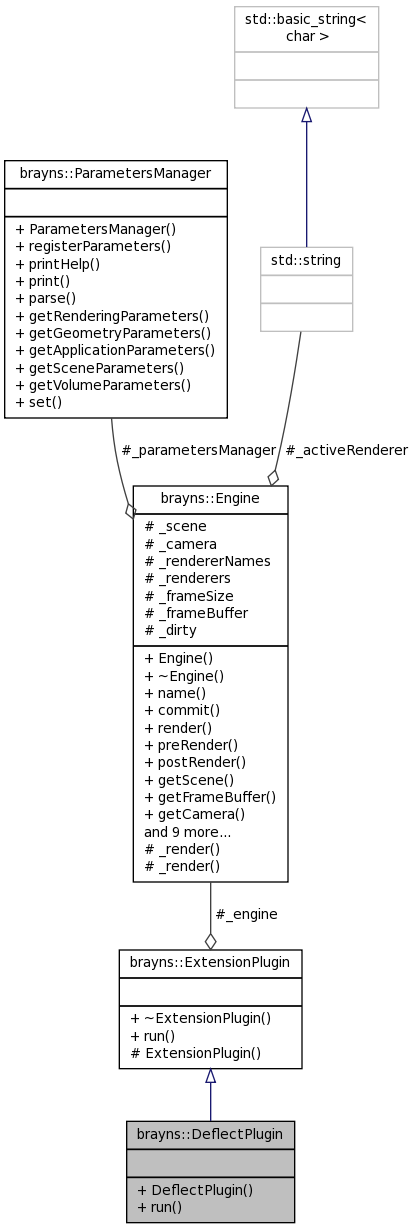 std::basic_string<
char >
brayns::ParametersManager
+ ParametersManager()
+ registerParameters()
+ printHelp()
+ print()
+ parse()
+ getRenderingParameters()
+ getGeometryParameters()
+ getApplicationParameters()
+ getSceneParameters()
+ getVolumeParameters()
+ set()
std::string
#_parametersManager
#_activeRenderer
brayns::Engine
# _scene
# _camera
# _rendererNames
# _renderers
# _frameSize
# _frameBuffer
# _dirty
+ Engine()
+ ~Engine()
+ name()
+ commit()
+ render()
+ preRender()
+ postRender()
+ getScene()
+ getFrameBuffer()
+ getCamera()
and 9 more...
# _render()
# _render()
#_engine
brayns::ExtensionPlugin
+ ~ExtensionPlugin()
+ run()
# ExtensionPlugin()
brayns::DeflectPlugin
+ DeflectPlugin()
+ run()